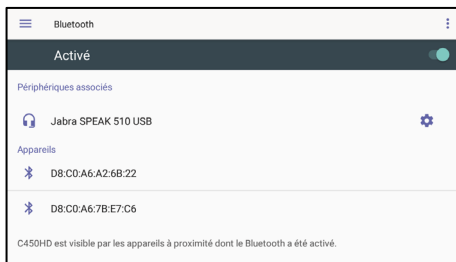 Bluetooth
Activé
Périphériques associés
Jabra SPEAK 510 USB
Appareils
D8:C0:A6:A2:6B:22
D8:C0:A6:7B:E7:C6
C450HD est visible par les appareils à proximité dont le Bluetooth a été activé.